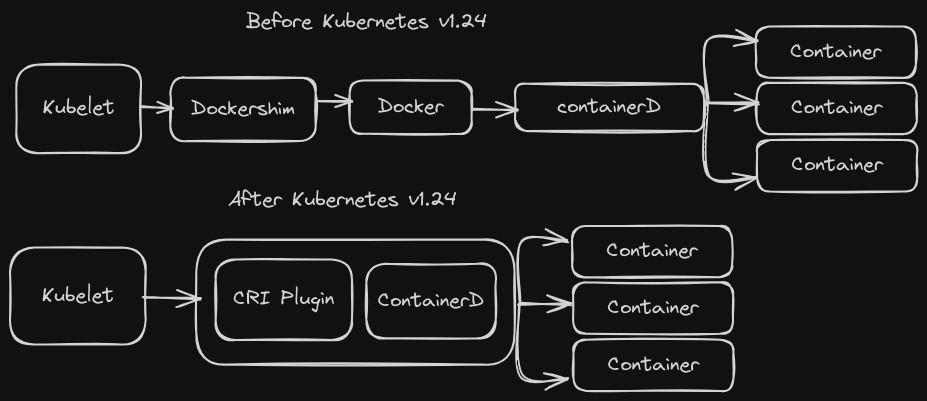 Before Kubernetes v1.24
Kubelet
Dockershim
Docker
containerD
Container
Container
Container
After Kubernetes v1.24
Kubelet
CRI Plugin
ContainerD
Container
Container
Container